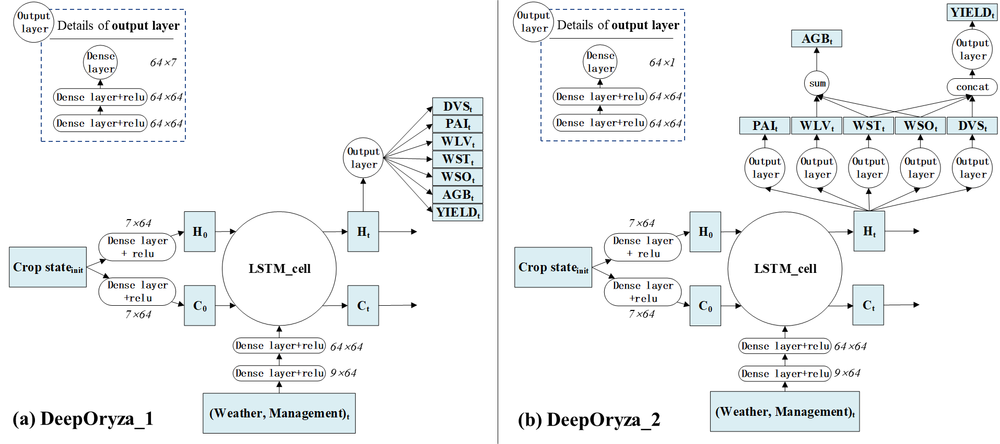 Output
layer
Details of output layer
Dense
layer
64×7
Dense layer+relu
64×64
Dense layer+relu
64×64
DVSt
PAIt
WLVt
WSTt
WSOt
AGBt
YIELDt
Output
layer
7×64
Dense layer
+ relu
H0
Ht
Crop stateinit
LSTM_cell
Dense layer
+relu
7×64
C0
Ct
Dense layer+relu
64×64
Dense layer+relu
9×64
(Weather, Management)t
(a) DeepOryza_1
Output
layer
Details of output layer
Dense
layer
64×1
Dense layer+relu
64×64
Dense layer+relu
64×64
YIELDt
AGBt
Output
layer
sum
concat
PAIt
WLVt
WSTt
WSOt
DVSt
Output
layer
Output
layer
Output
layer
Output
layer
Output
layer
7×64
Dense layer
+ relu
H0
Ht
Crop stateinit
LSTM_cell
Dense layer
+relu
7×64
C0
Ct
Dense layer+relu
64×64
Dense layer+relu
9×64
(Weather, Management)t
(b) DeepOryza_2